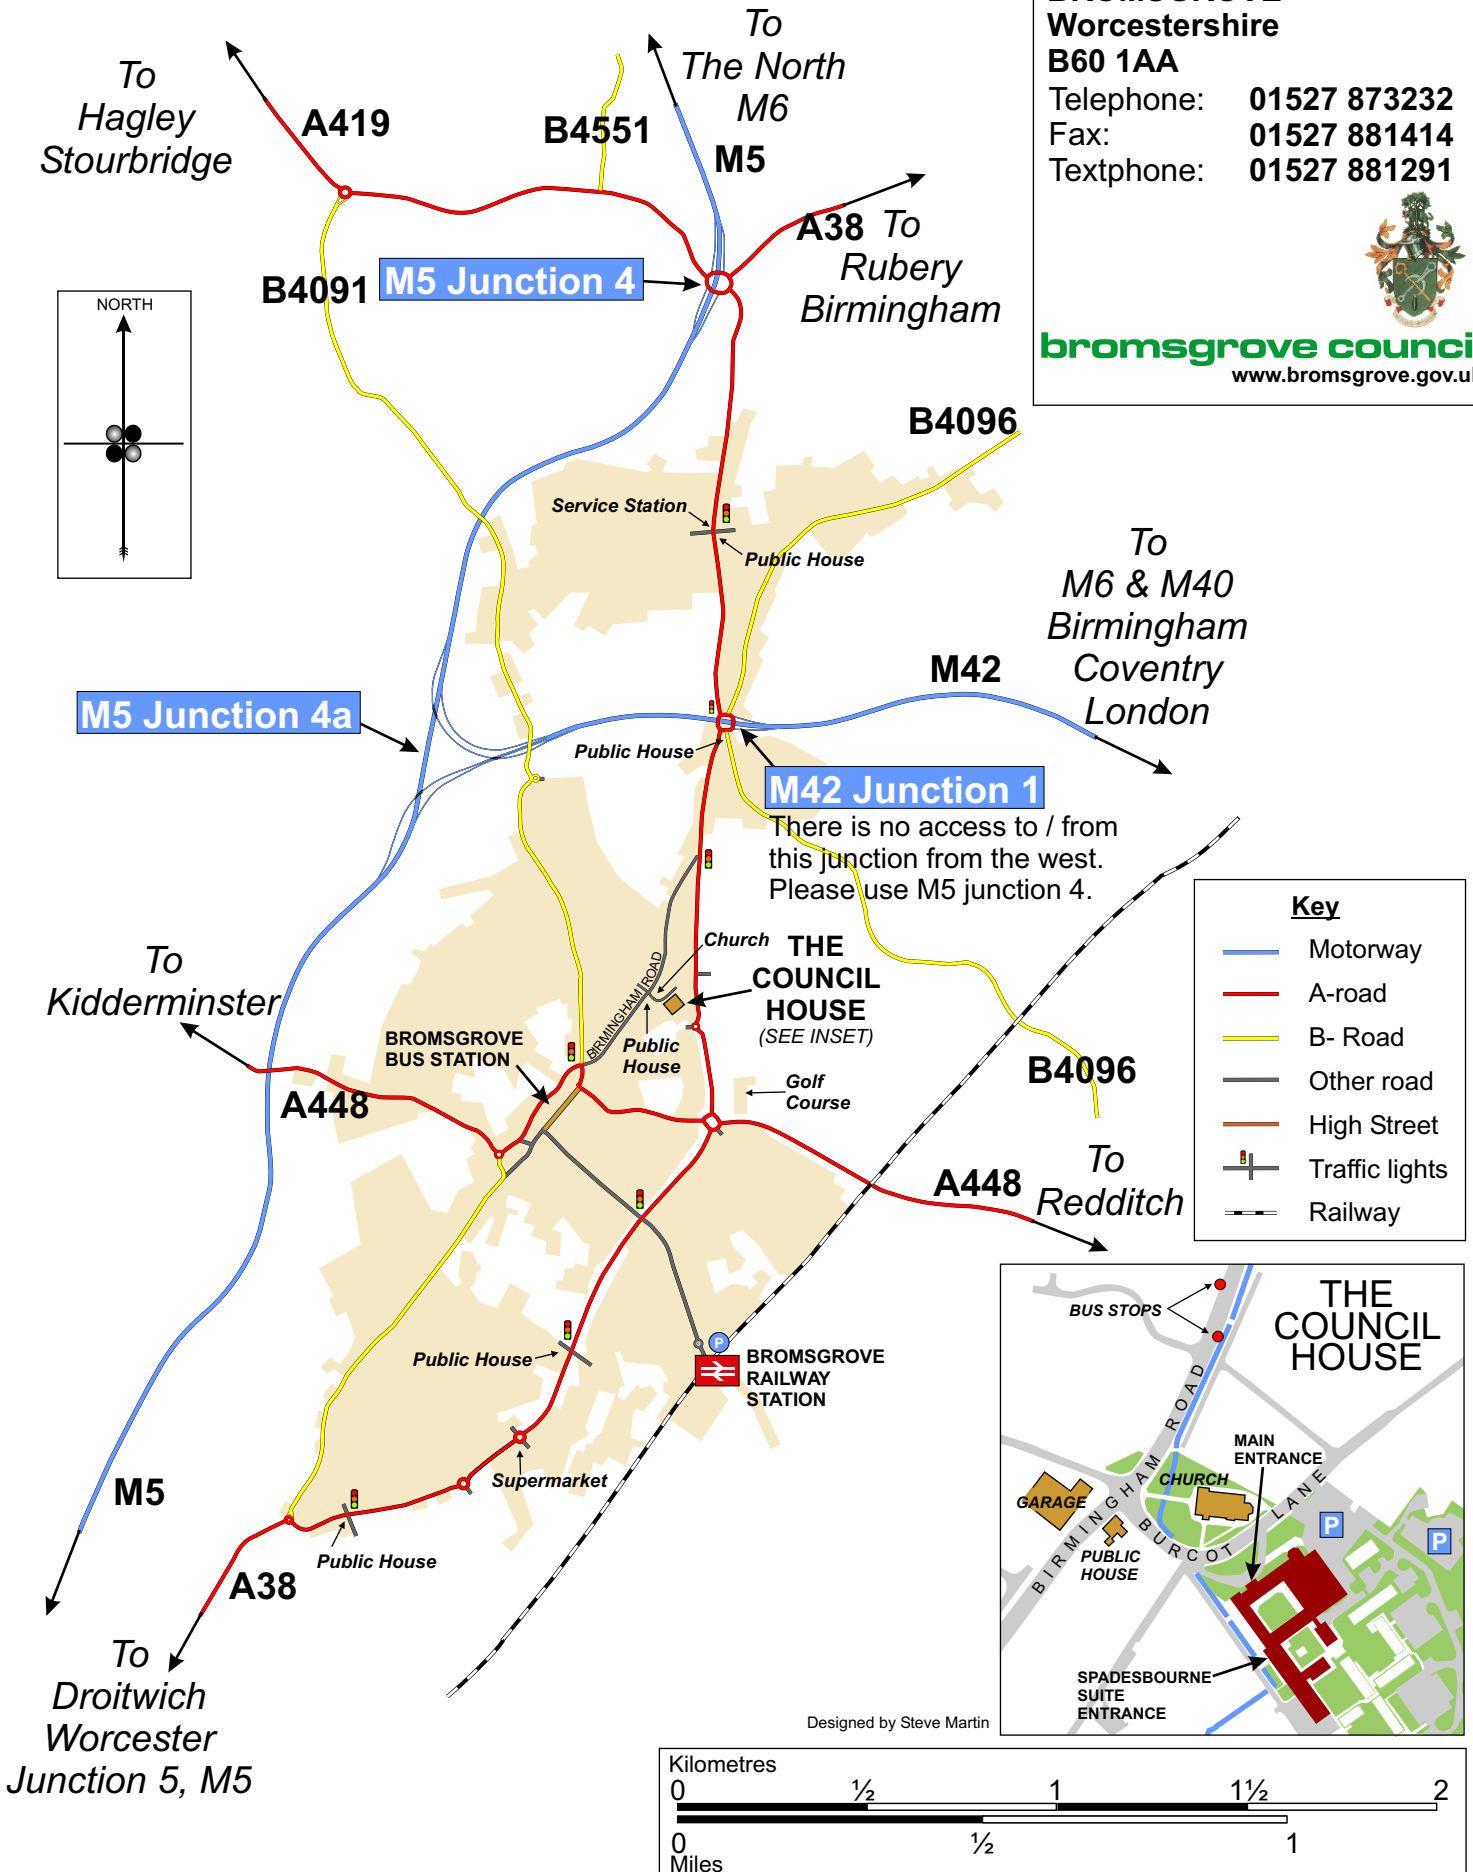 BROMSGROVE
Worcestershire
B60 1AA
Telephone: 01527 873232
Fax: 01527 881414
Textphone: 01527 881291
bromsgrove counci
www.bromsgrove.gov.u
To
Hagley
Stourbridge
A419
B4551
To
The North
M6
M5
A38
To
Rubery
Birmingham
B4091
M5 Junction 4
NORTH
B4096
Service Station
Public House
To
M6 & M40
Birmingham
Coventry
London
M42
M5 Junction 4a
Public House
M42 Junction 1
There is no access to / from
this junction from the west.
Please use M5 junction 4.
Key
Motorway
A-road
B- Road
Other road
High Street
Traffic lights
Railway
To
Kidderminster
Church
THE
COUNCIL
HOUSE
(SEE INSET)
BIRMINGHAM ROAD
BROMSGROVE
BUS STATION
Public
House
Golf
Course
B4096
A448
A448
To
Redditch
Public House
P
BROMSGROVE
RAILWAY
STATION
Supermarket
M5
Public House
A38
To
Droitwich
Worcester
Junction 5, M5
THE
COUNCIL
HOUSE
BUS STOPS
BIRMINGHAM ROAD
MAIN
ENTRANCE
CHURCH
GARAGE
PUBLIC
HOUSE
BURCOT LANE
P
P
SPADESBOURNE
SUITE
ENTRANCE
Designed by Steve Martin
Kilometres
0 ½ 1 1½ 2
0 ½ 1
Miles